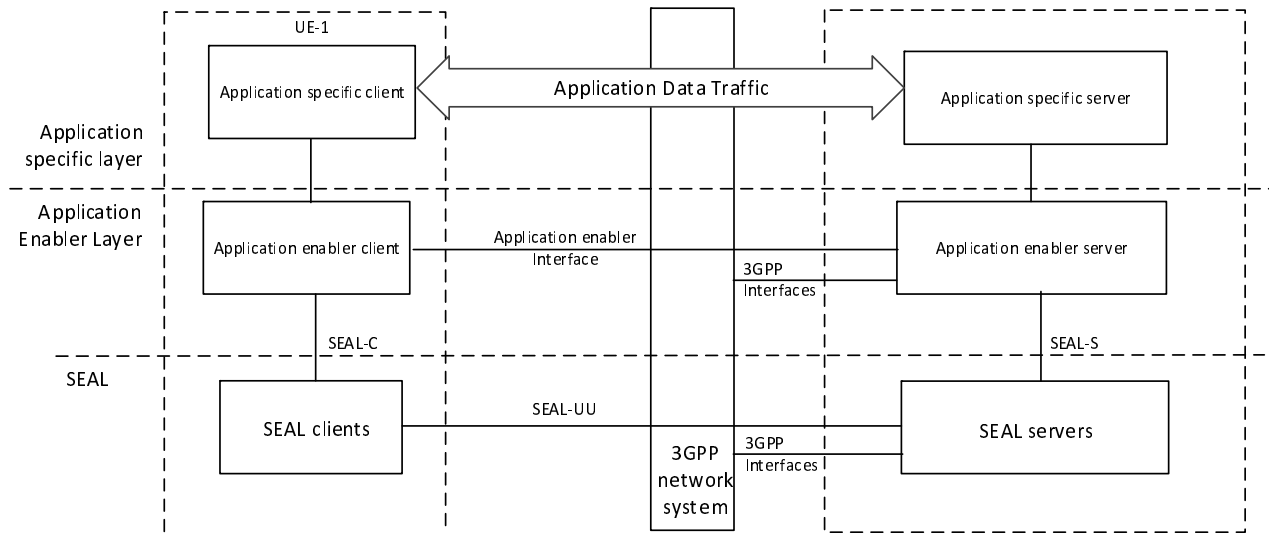 UE-1
Application specific client
Application Data Traffic
Application specific server
Application
specific layer
Application
Enabler Layer
Application enabler client
Application enabler
Interface
Application enabler server
3GPP
Interfaces
SEAL-C
SEAL-S
SEAL
SEAL clients
SEAL-UU
SEAL servers
3GPP
Interfaces
3GPP
network
system